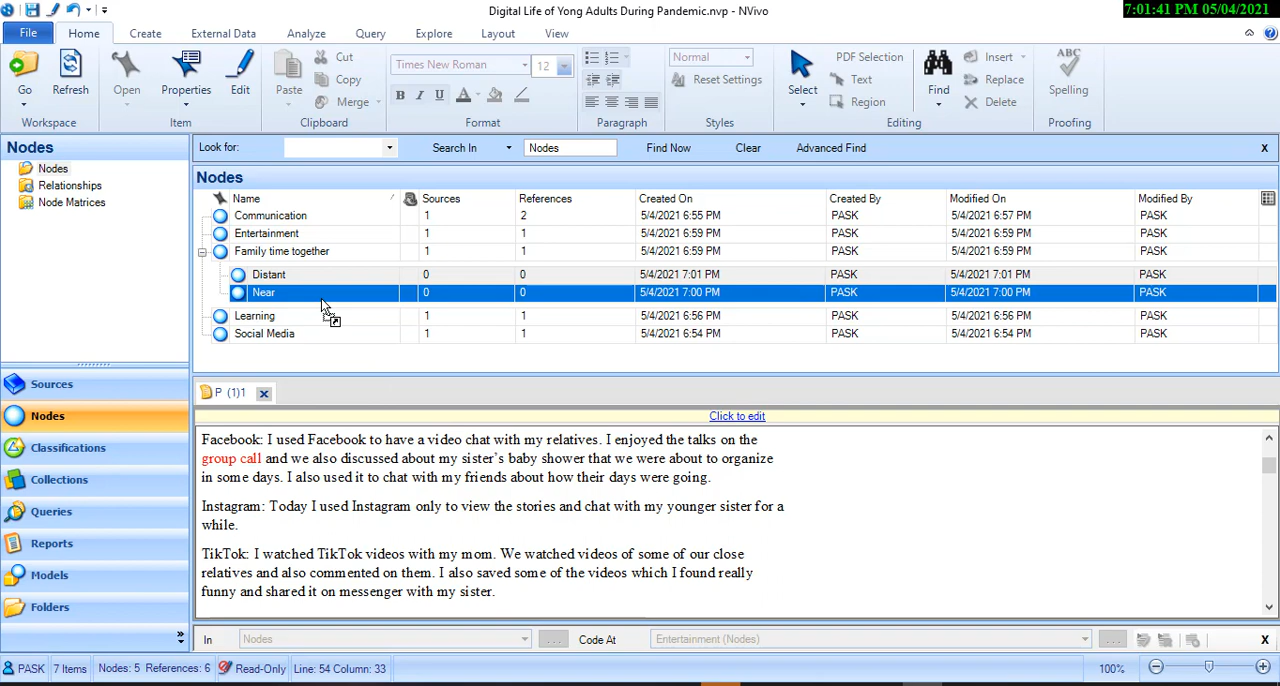 Digital Life of Yong Adults During Pandemic.nvp - NVivo
7:01:41 PM 05/04/2021
File Home Create External Data Analyze Query Explore Layout View
Go Refresh Open Properties Edit Paste Cut Copy Merge
Times New Roman 12 B I U A
Normal Reset Settings
Select PDF Selection Text Region Find Insert Replace Delete ABC Spelling
Workspace Item Clipboard Format Paragraph Styles Editing Proofing
Nodes
Nodes
Relationships
Node Matrices
Look for: Search In Nodes Find Now Clear Advanced Find X
Nodes
Name Sources References Created On Created By Modified On Modified By
Communication 1 2 5/4/2021 6:55 PM PASK 5/4/2021 6:57 PM PASK
Entertainment 1 1 5/4/2021 6:59 PM PASK 5/4/2021 6:59 PM PASK
Family time together 1 1 5/4/2021 6:59 PM PASK 5/4/2021 6:59 PM PASK
Distant 0 0 5/4/2021 7:01 PM PASK 5/4/2021 7:01 PM PASK
Near 0 0 5/4/2021 7:00 PM PASK 5/4/2021 7:00 PM PASK
Learning 1 1 5/4/2021 6:56 PM PASK 5/4/2021 6:56 PM PASK
Social Media 1 1 5/4/2021 6:54 PM PASK 5/4/2021 6:54 PM PASK
Sources
Nodes
Classifications
Collections
Queries
Reports
Models
Folders
P (1)1 x
Click to edit
Facebook: I used Facebook to have a video chat with my relatives. I enjoyed the talks on the
group call and we also discussed about my sister's baby shower that we were about to organize
in some days. I also used it to chat with my friends about how their days were going.
Instagram: Today I used Instagram only to view the stories and chat with my younger sister for a
while.
TikTok: I watched TikTok videos with my mom. We watched videos of some of our close
relatives and also commented on them. I also saved some of the videos which I found really
funny and shared it on messenger with my sister.
In Nodes ... Code At Entertainment (Nodes) ... X
PASK 7 Items Nodes: 5 References: 6 Read-Only Line: 54 Column: 33 100%